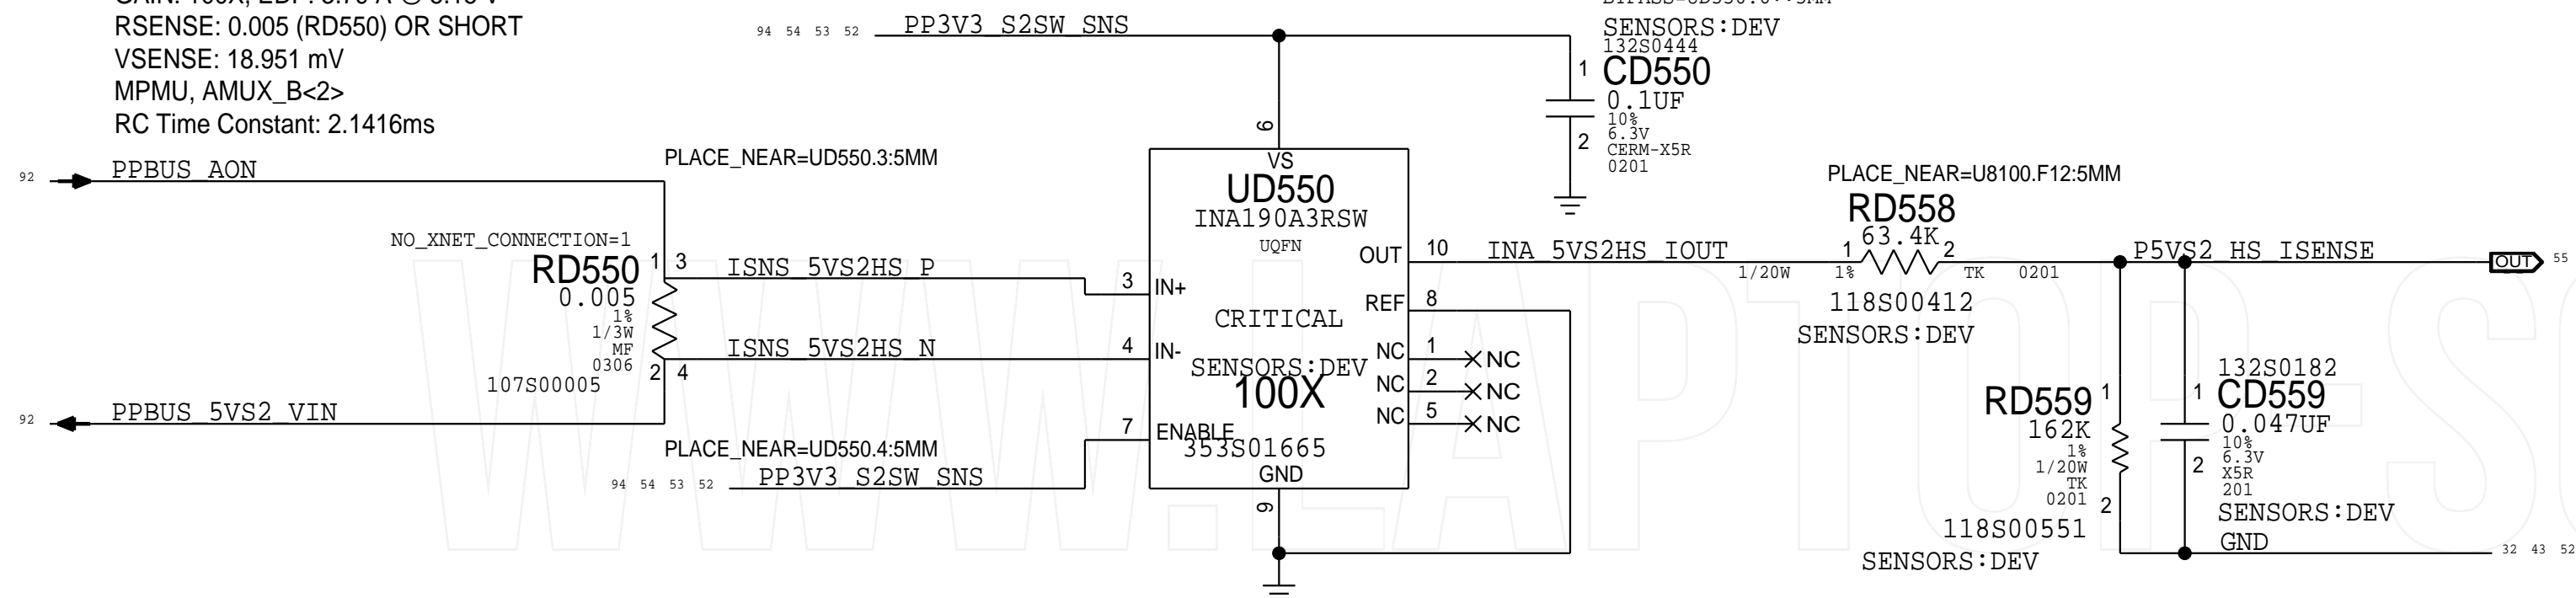 RSENSE: 0.005 (RD550) OR SHORT
VSENSE: 18.951 mV
MPMU, AMUX_B<2>
RC Time Constant: 2.1416ms
94 54 53 52 PP3V3_S2SW_SNS
SENSORS:DEV
132S0444
1 CD550
0.1UF
10%
2 6.3V
CERM-X5R
0201
92 PPBUS_AON
PLACE_NEAR=UD550.3:5MM
NO_XNET_CONNECTION=1
RD550 1 3
0.005
1%
1/3W
MF
0306
107S00005
2 4
ISNS_5VS2HS_P
ISNS_5VS2HS_N
92 PPBUS_5VS2_VIN
PLACE_NEAR=UD550.4:5MM
94 54 53 52 PP3V3_S2SW_SNS
6
VS
UD550
INA190A3RSW
UQFN
OUT 10
3 IN+
REF 8
CRITICAL
4 IN-
NC 1 NC
SENSORS:DEV
NC 2 NC
100X
NC 5 NC
7 ENABLE
353S01665
GND
9
INA_5VS2HS_IOUT
PLACE_NEAR=U8100.F12:5MM
RD558
63.4K
1 2
1/20W 1% TK 0201
118S00412
SENSORS:DEV
P5VS2_HS_ISENSE
OUT 55
RD559 1
162K
1%
1/20W
TK
0201
2
118S00551
SENSORS:DEV
132S0182
1 CD559
0.047UF
10%
6.3V
2 X5R
201
SENSORS:DEV
GND
32 43 52
WWW.LAPTOP-S